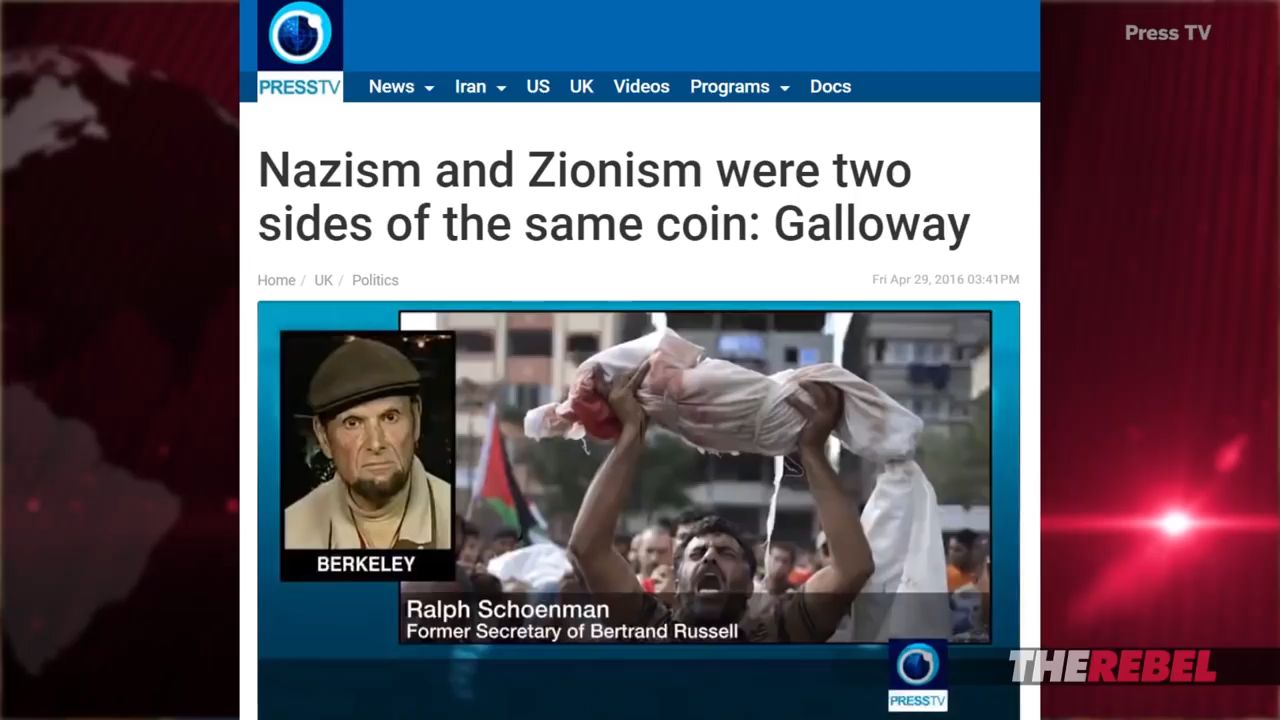 Press TV
PRESSTV
News Iran US UK Videos Programs Docs
Nazism and Zionism were two
sides of the same coin: Galloway
Home / UK / Politics
Fri Apr 29, 2016 03:41PM
BERKELEY
Ralph Schoenman
Former Secretary of Bertrand Russell
PRESSTV
THEREBEL